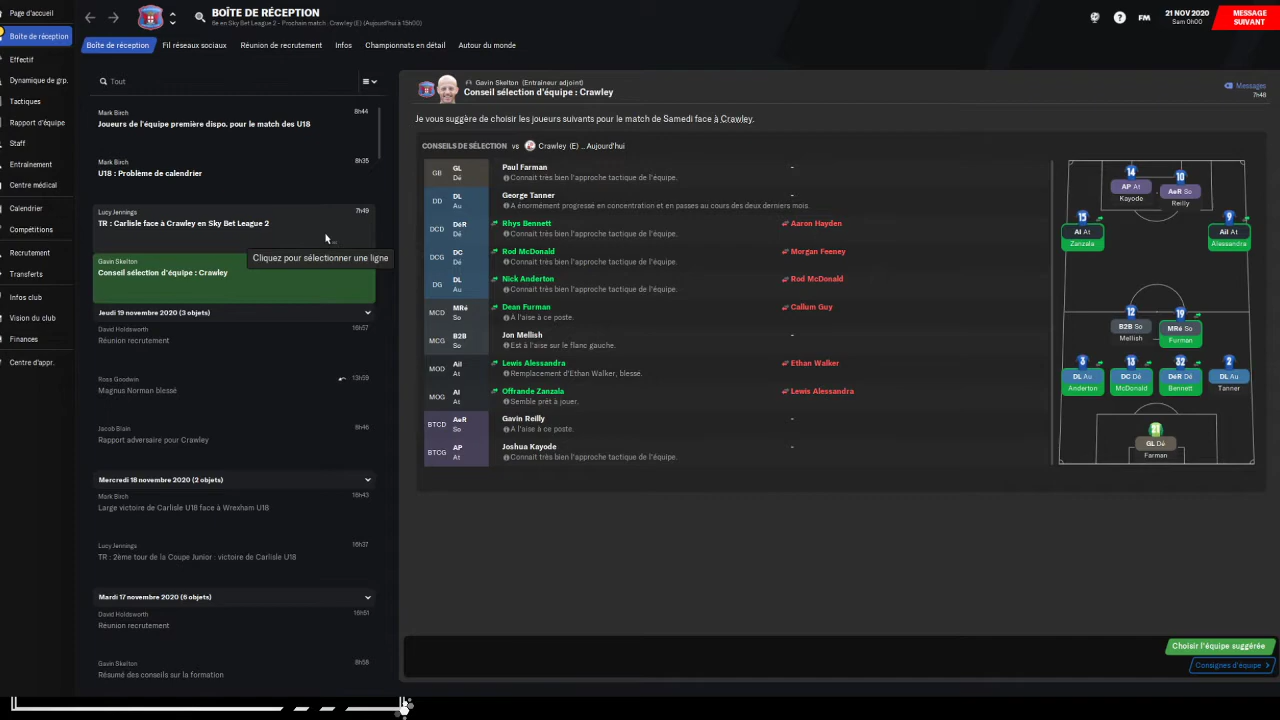 Page d'accueil
Boîte de réception
Effectif
Dynamique de grp.
Tactiques
Rapport d'équipe
Staff
Entraînement
Centre médical
Calendrier
Compétitions
Recrutement
Transferts
Infos club
Vision du club
Finances
Centre d'appr.
BOÎTE DE RÉCEPTION
6e en Sky Bet League 2 - Prochain match: Crawley (E) (Aujourd'hui à 15h00)
FM
21 NOV 2020
Sam 0h00
MESSAGE SUIVANT
Boîte de réception
Fil réseaux sociaux
Réunion de recrutement
Infos
Championnats en détail
Autour du monde
Tout
Mark Birch 8h44
Joueurs de l'équipe première dispo. pour le match des U18
Mark Birch 8h35
U18 : Problème de calendrier
Lucy Jennings 7h49
TR : Carlisle face à Crawley en Sky Bet League 2
Cliquez pour sélectionner une ligne
Gavin Skelton
Conseil sélection d'équipe : Crawley
Jeudi 19 novembre 2020 (3 objets)
David Holdsworth 16h57
Réunion recrutement
Ross Goodwin 13h59
Magnus Norman blessé
Jacob Blain 8h46
Rapport adversaire pour Crawley
Mercredi 18 novembre 2020 (2 objets)
Mark Birch 16h43
Large victoire de Carlisle U18 face à Wrexham U18
Lucy Jennings 16h37
TR : 2ème tour de la Coupe Junior : victoire de Carlisle U18
Mardi 17 novembre 2020 (6 objets)
David Holdsworth 16h51
Réunion recrutement
Gavin Skelton 8h58
Résumé des conseils sur la formation
Gavin Skelton (Entraîneur adjoint)
Conseil sélection d'équipe : Crawley
Messages
7h46
Je vous suggère de choisir les joueurs suivants pour le match de Samedi face à Crawley.
CONSEILS DE SÉLECTION vs Crawley (E) .. Aujourd'hui
GB GL Dé Paul Farman -
Connaît très bien l'approche tactique de l'équipe.
DD DL Au George Tanner -
A énormément progressé en concentration et en passes au cours des deux derniers mois.
DCD DéR Dé Rhys Bennett Aaron Hayden
Connaît très bien l'approche tactique de l'équipe.
DCG DC Dé Rod McDonald Morgan Feeney
Connaît très bien l'approche tactique de l'équipe.
DG DL Au Nick Anderton Rod McDonald
Connaît très bien l'approche tactique de l'équipe.
MCD MRé So Dean Furman Callum Guy
À l'aise à ce poste.
MCG B2B So Jon Mellish -
Est à l'aise sur le flanc gauche.
MOD Ail At Lewis Alessandra Ethan Walker
Remplacement d'Ethan Walker, blessé.
MOG AI At Offrande Zanzala Lewis Alessandra
Semble prêt à jouer.
BTCD AeR So Gavin Reilly -
À l'aise à ce poste.
BTCG AP At Joshua Kayode -
Connaît très bien l'approche tactique de l'équipe.
14 10
AP At AeR So
Kayode Reilly
15 9
AI At Ail At
Zanzala Alessandra
12 19
B2B So MRé So
Mellish Furman
3 13 32 2
DL Au DC Dé DéR Dé DL Au
Anderton McDonald Bennett Tanner
GL Dé
Farman
Choisir l'équipe suggérée
Consignes d'équipe